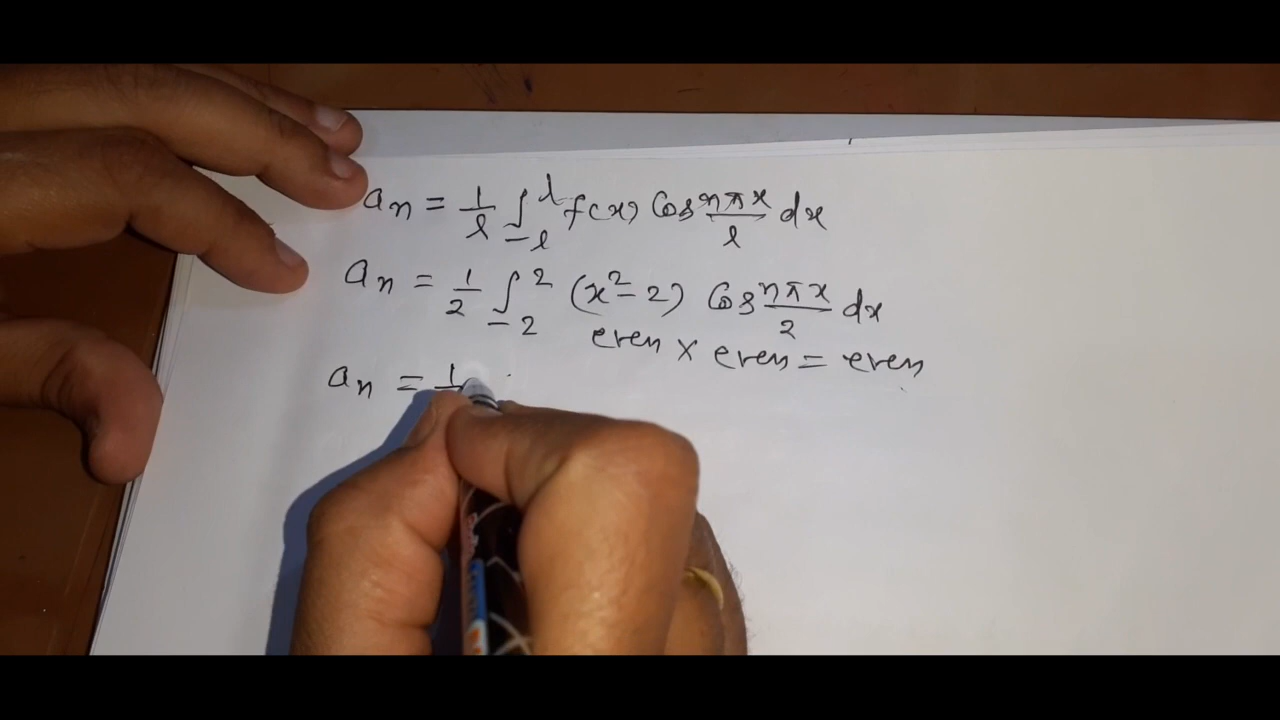 aₙ = 1/l ∫₋ₗˡ f(x) Cos nπx/l dx
aₙ = 1/2 ∫₋₂² (x²-2) Cos nπx/2 dx
even × even = even
aₙ = 1